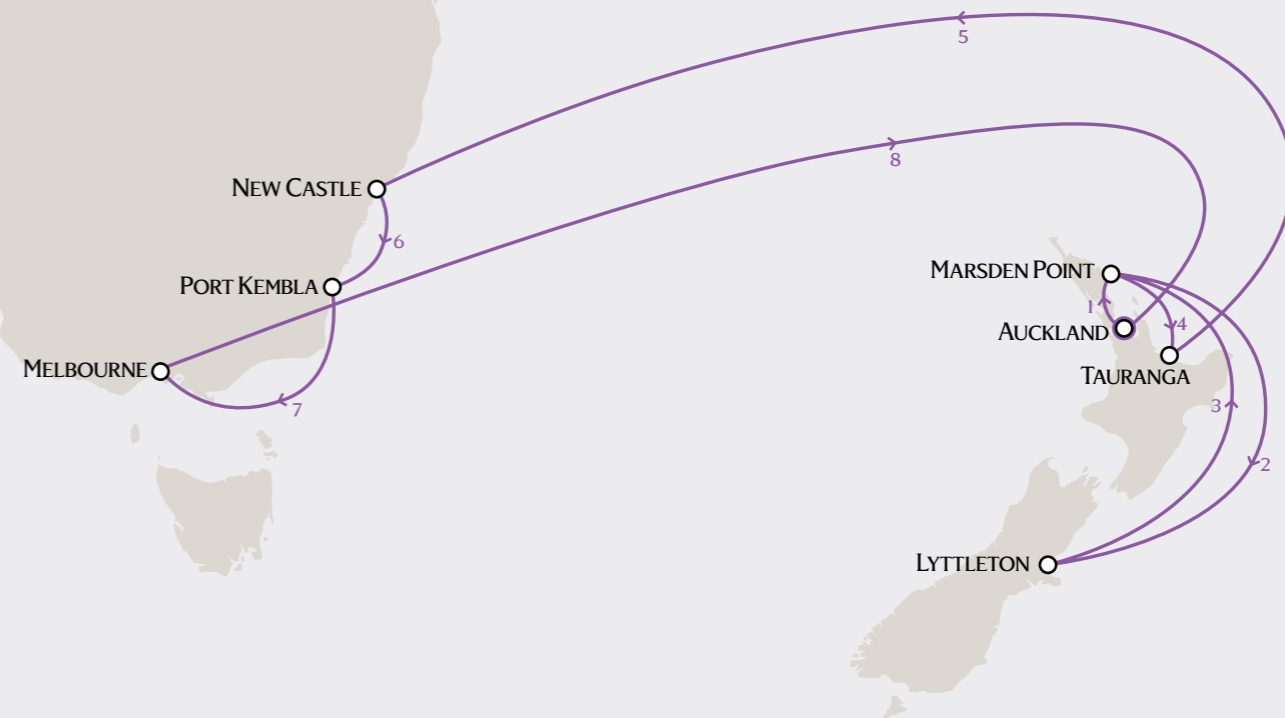 5
8
NEW CASTLE
6
MARSDEN POINT
PORT KEMBLA
1
4
AUCKLAND
MELBOURNE
TAURANGA
3
7
2
LYTTLETON